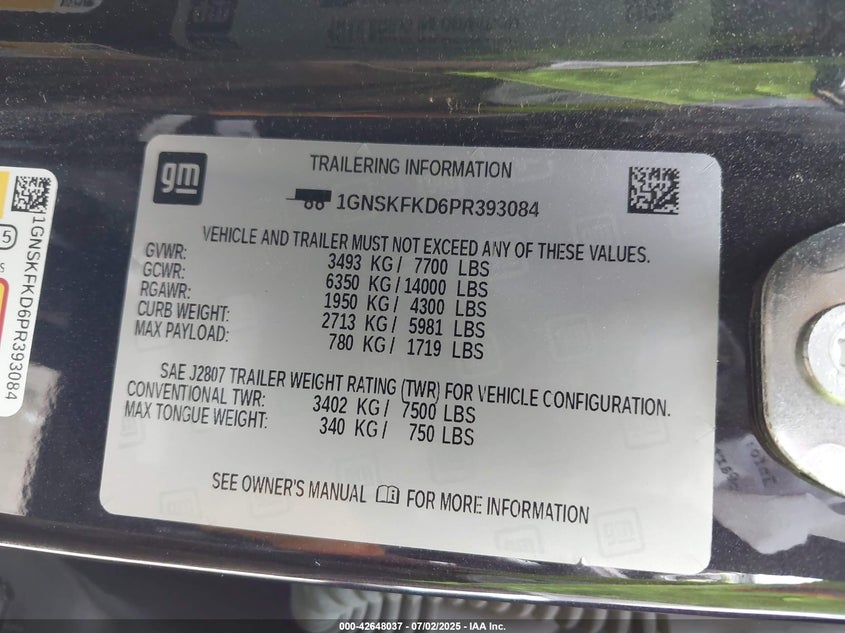 gm
TRAILERING INFORMATION
1GNSKFKD6PR393084
VEHICLE AND TRAILER MUST NOT EXCEED ANY OF THESE VALUES.
GVWR: 3493 KG / 7700 LBS
GCWR: 6350 KG / 14000 LBS
RGAWR: 1950 KG / 4300 LBS
CURB WEIGHT: 2713 KG / 5981 LBS
MAX PAYLOAD: 780 KG / 1719 LBS
SAE J2807 TRAILER WEIGHT RATING (TWR) FOR VEHICLE CONFIGURATION.
CONVENTIONAL TWR: 3402 KG / 7500 LBS
MAX TONGUE WEIGHT: 340 KG / 750 LBS
SEE OWNER'S MANUAL FOR MORE INFORMATION
1GNSKFKD6PR393084
5
000-42648037 - 07/02/2025 - IAA Inc.